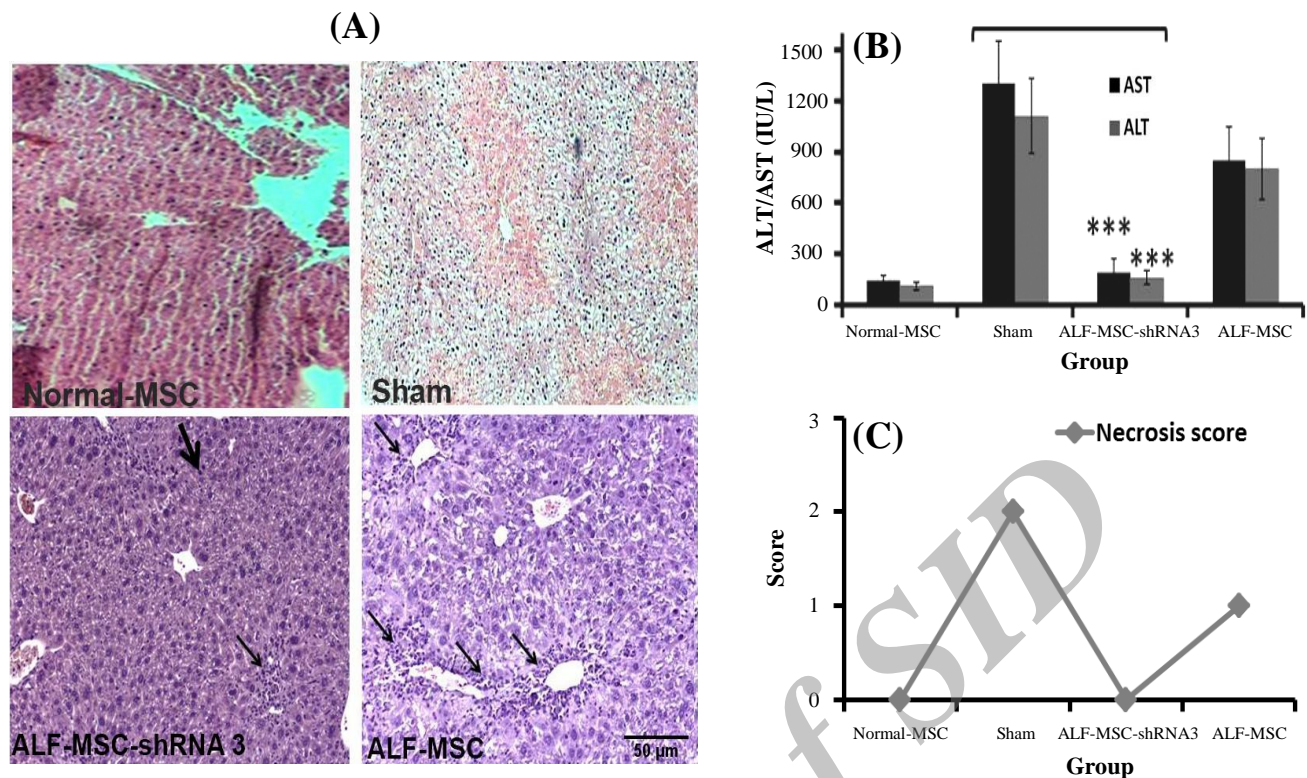 (A)
Normal-MSC
Sham
ALF-MSC-shRNA 3
ALF-MSC
50 µm
(B)
ALT/AST (IU/L)
1500
1200
900
600
300
0
AST
ALT
***
***
Normal-MSC Sham ALF-MSC-shRNA3 ALF-MSC
Group
(C)
Necrosis score
Score
3
2
1
0
Normal-MSC Sham ALF-MSC-shRNA3 ALF-MSC
Group
f SID